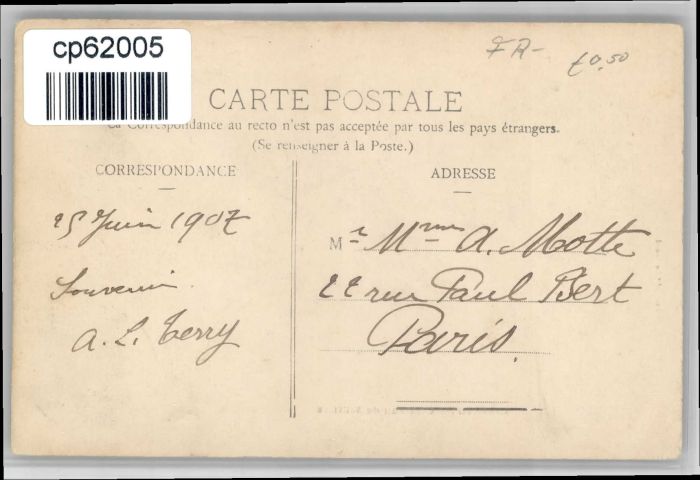 cp62005
FR-
£0,50
CARTE POSTALE
La Correspondance au recto n'est pas acceptée par tous les pays étrangers.
(Se renseigner à la Poste.)
CORRESPONDANCE
ADRESSE
25 Juin 1907
Souvenir.
A. L. Terry
Mr Mme A. Motte
22 rue Paul Bert
Paris.